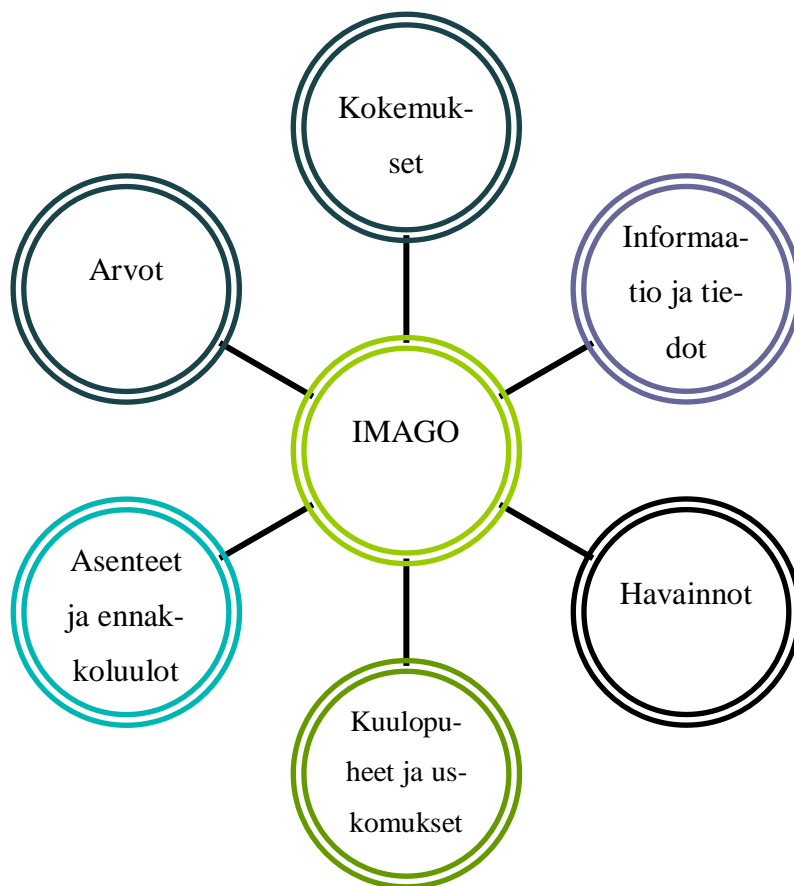 Kokemuk-
set
Informaa-
tio ja tie-
dot
Havainnot
Kuulopu-
heet ja us-
komukset
Asenteet
ja ennak-
koluulot
Arvot
IMAGO